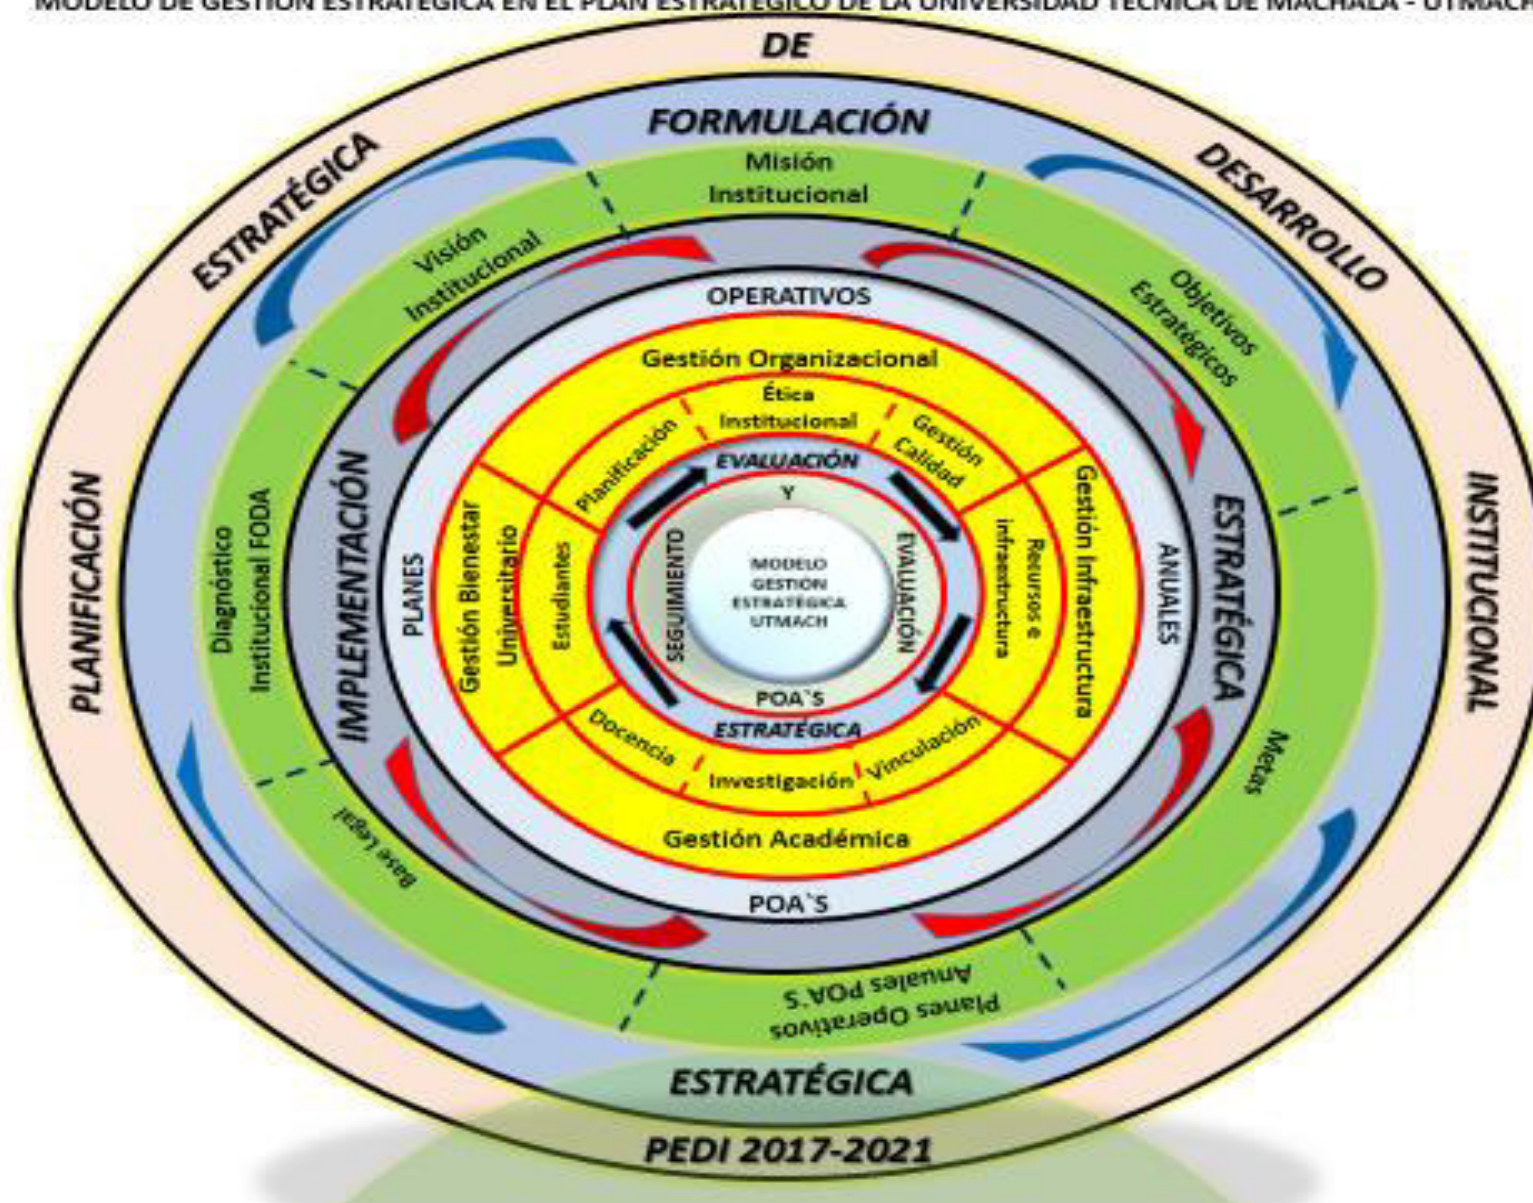 MODELO DE GESTIÓN ESTRATÉGICA EN EL PLAN ESTRATÉGICO DE LA UNIVERSIDAD TÉCNICA DE MACHALA - UTMACH
PLANIFICACIÓN
ESTRATÉGICA
DE
DESARROLLO
INSTITUCIONAL
PEDI 2017-2021
FORMULACIÓN
ESTRATÉGICA
Misión
Institucional
Objetivos
Estratégicos
Metas
Planes Operativos
Anuales POA'S
Base Legal
Diagnóstico
Institucional FODA
Visión
Institucional
IMPLEMENTACIÓN
ESTRATÉGICA
PLANES
OPERATIVOS
ANUALES
POA`S
Gestión Organizacional
Gestión Infraestructura
Gestión Académica
Gestión Bienestar
Universitario
Planificación
Ética
Institucional
Gestión
Calidad
Recursos e
infraestructura
Vinculación
Investigación
Docencia
Estudiantes
EVALUACIÓN
ESTRATÉGICA
SEGUIMIENTO
Y
EVALUACIÓN
POA`S
MODELO
GESTIÓN
ESTRATÉGICA
UTMACH